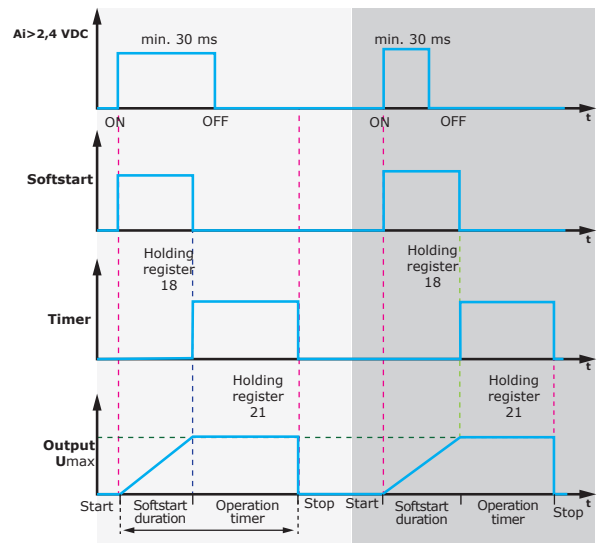 Ai>2,4 VDC
min. 30 ms
min. 30 ms
ON
OFF
ON
OFF
t
Softstart
t
Holding
register
18
Holding
register
18
Timer
t
Holding
register
21
Holding
register
21
Output
Umax
t
Start
Softstart
duration
Operation
timer
Stop
Start
Softstart
duration
Operation
timer
Stop